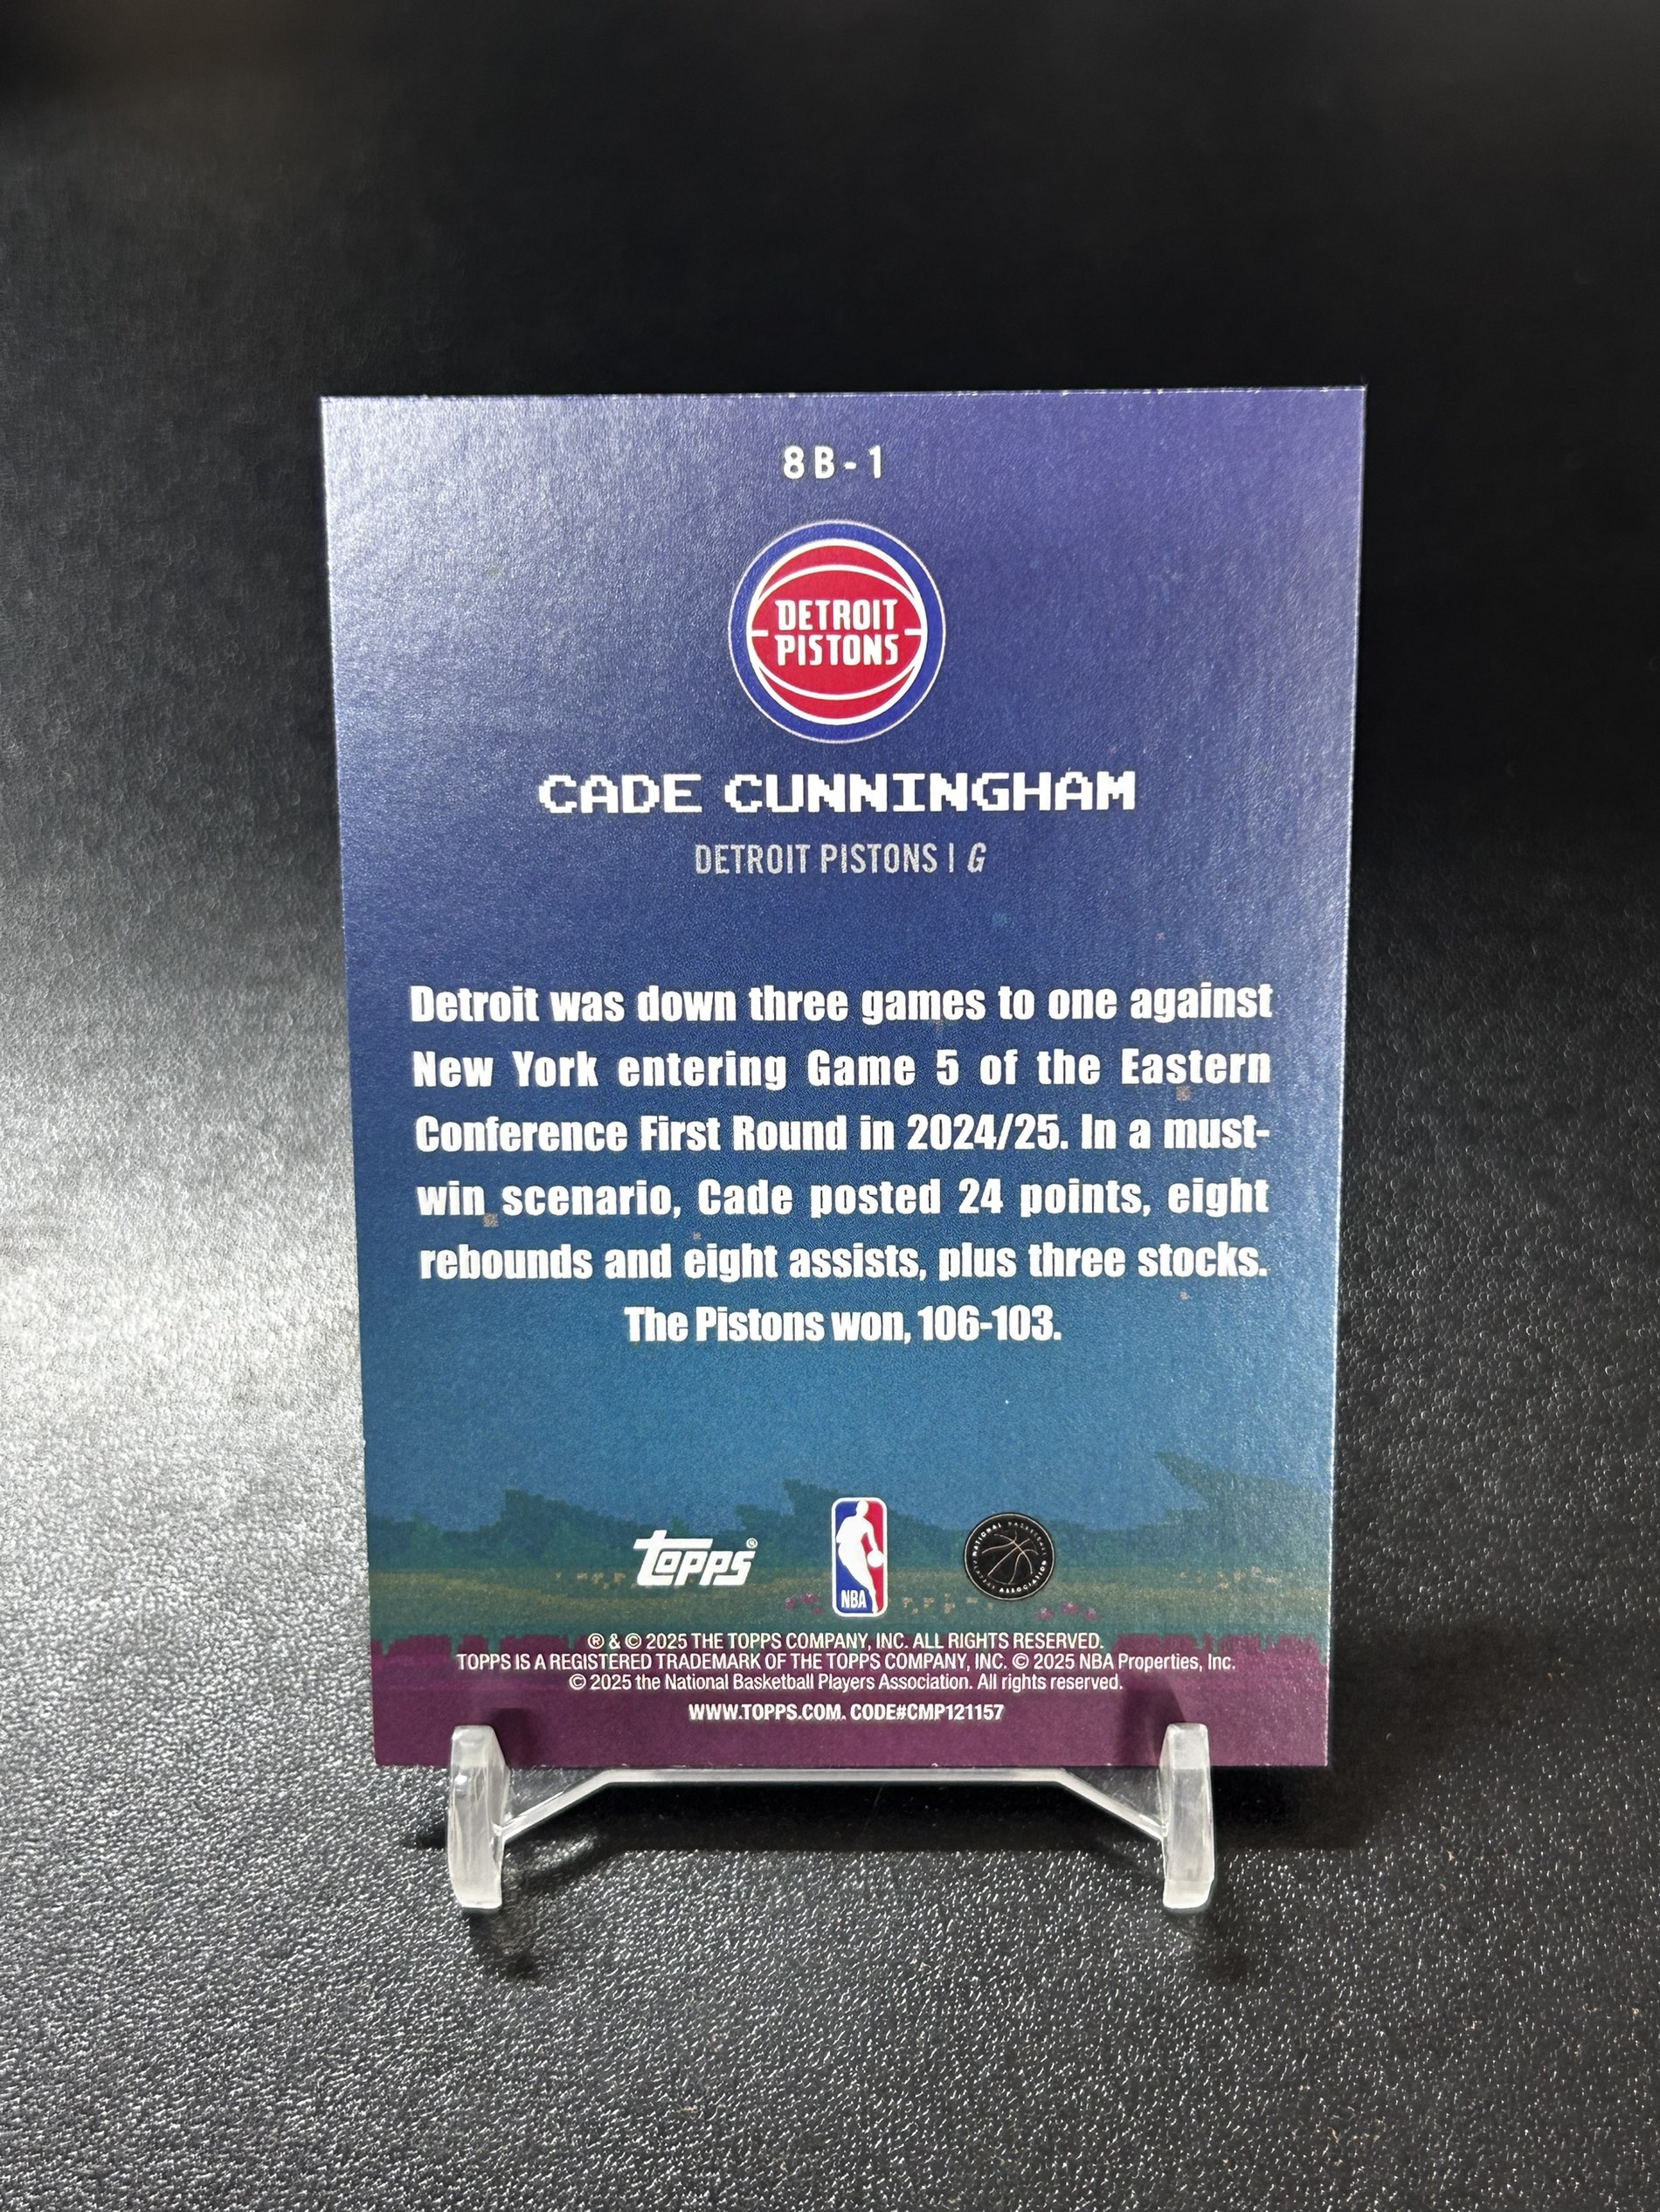 8B-1
DETROIT
PISTONS
CADE CUNNINGHAM
DETROIT PISTONS | G
Detroit was down three games to one against
New York entering Game 5 of the Eastern
Conference First Round in 2024/25. In a must-
win scenario, Cade posted 24 points, eight
rebounds and eight assists, plus three stocks.
The Pistons won, 106-103.
topps®
NBA
NATIONAL BASKETBALL PLAYERS ASSOCIATION
® & © 2025 THE TOPPS COMPANY, INC. ALL RIGHTS RESERVED.
TOPPS IS A REGISTERED TRADEMARK OF THE TOPPS COMPANY, INC. © 2025 NBA Properties, Inc.
© 2025 the National Basketball Players Association. All rights reserved.
WWW.TOPPS.COM. CODE#CMP121157